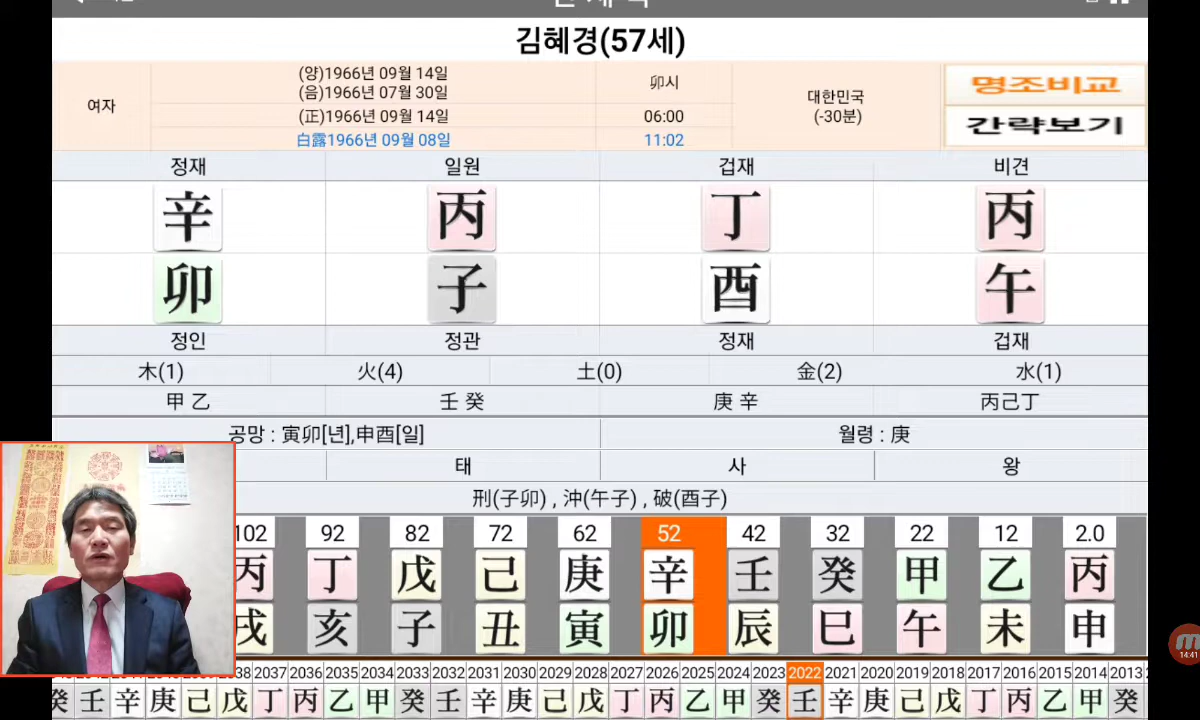 김혜경(57세)
여자
(양)1966년 09월 14일
(음)1966년 07월 30일
(正)1966년 09월 14일
白露1966년 09월 08일
卯시
06:00
11:02
대한민국
(-30분)
명조비교
간략보기
정재 일원 겁재 비견
辛 丙 丁 丙
卯 子 酉 午
정인 정관 정재 겁재
木(1) 火(4) 土(0) 金(2) 水(1)
甲 乙 壬 癸 庚 辛 丙己丁
공망 : 寅卯[년],申酉[일] 월령 : 庚
태 사 왕
刑(子卯) , 沖(午子) , 破(酉子)
102 92 82 72 62 52 42 32 22 12 2.0
丙 丁 戊 己 庚 辛 壬 癸 甲 乙 丙
戌 亥 子 丑 寅 卯 辰 巳 午 未 申
2037 2036 2035 2034 2033 2032 2031 2030 2029 2028 2027 2026 2025 2024 2023 2022 2021 2020 2019 2018 2017 2016 2015 2014 2013
癸 壬 辛 庚 己 戊 丁 丙 乙 甲 癸 壬 辛 庚 己 戊 丁 丙 乙 甲 癸 壬 辛 庚 己 戊 丁 丙 乙 甲 癸
14:41